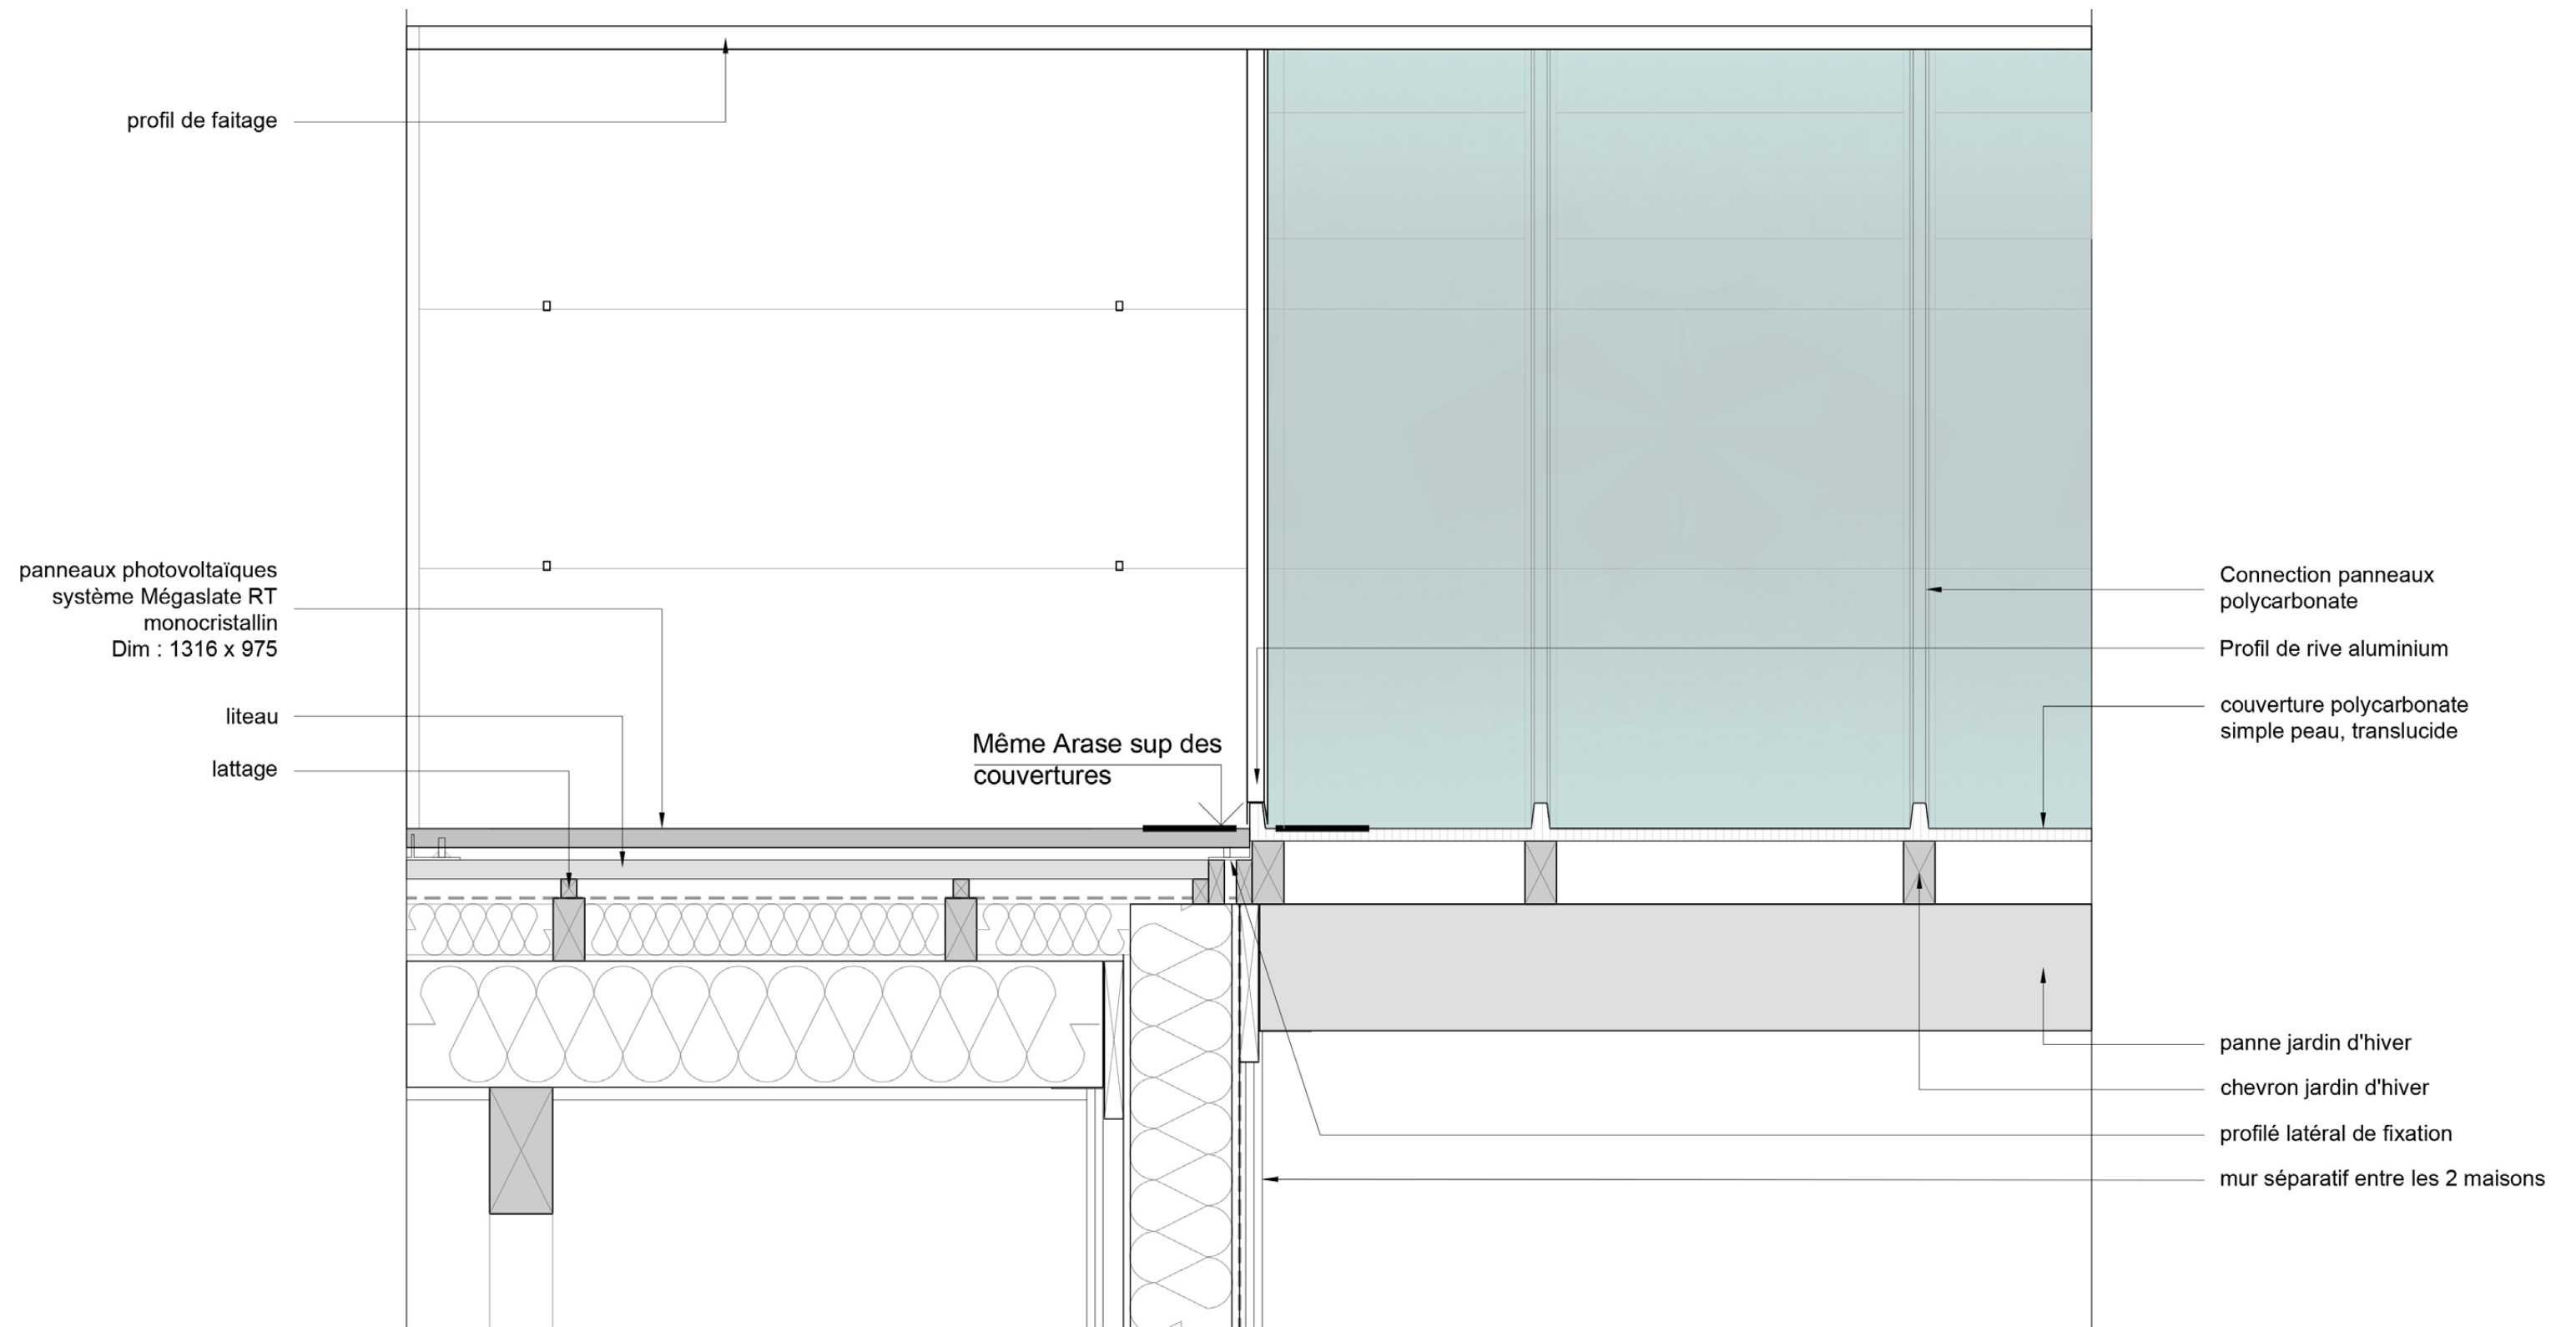 profil de faitage
panneaux photovoltaïques
système Mégaslate RT
monocristallin
Dim : 1316 x 975
liteau
lattage
Même Arase sup des
couvertures
Connection panneaux
polycarbonate
Profil de rive aluminium
couverture polycarbonate
simple peau, translucide
panne jardin d'hiver
chevron jardin d'hiver
profilé latéral de fixation
mur séparatif entre les 2 maisons